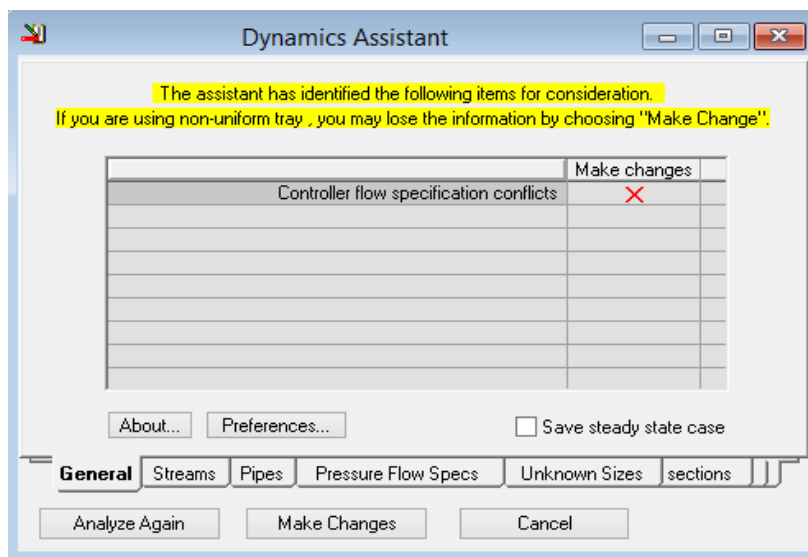 Dynamics Assistant
The assistant has identified the following items for consideration.
If you are using non-uniform tray , you may lose the information by choosing "Make Change".
Make changes
Controller flow specification conflicts
About...
Preferences...
Save steady state case
General
Streams
Pipes
Pressure Flow Specs
Unknown Sizes
sections
Analyze Again
Make Changes
Cancel